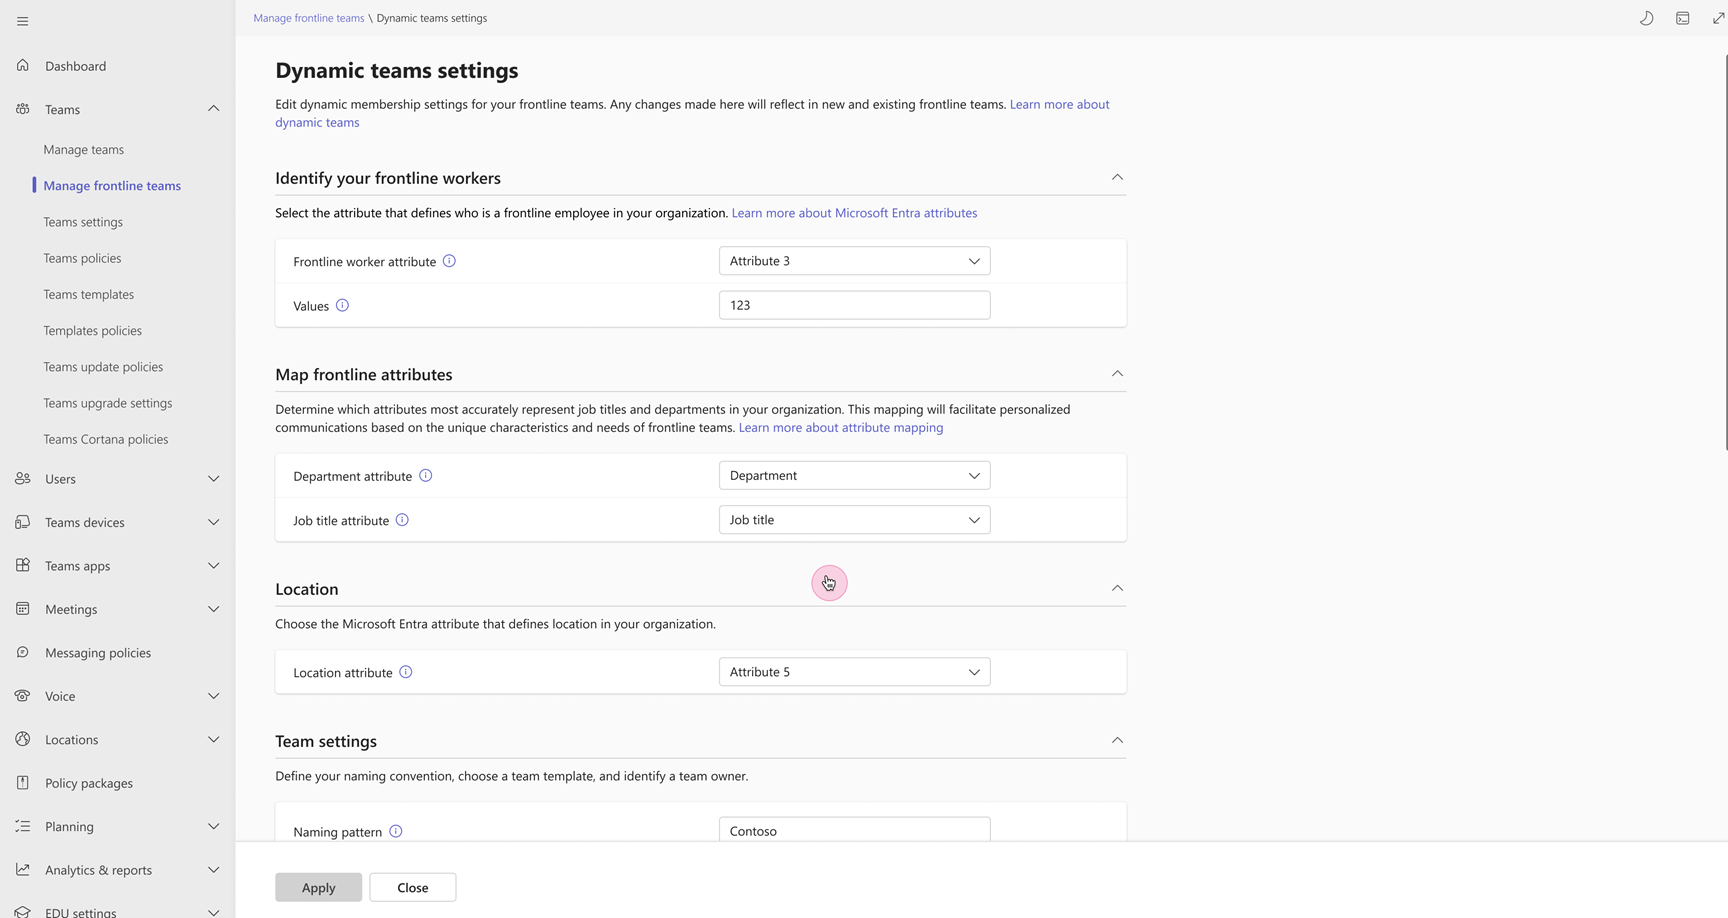 Manage frontline teams \ Dynamic teams settings
Dashboard
Teams
Manage teams
Manage frontline teams
Teams settings
Teams policies
Teams templates
Templates policies
Teams update policies
Teams upgrade settings
Teams Cortana policies
Users
Teams devices
Teams apps
Meetings
Messaging policies
Voice
Locations
Policy packages
Planning
Analytics & reports
EDU settings
Dynamic teams settings
Edit dynamic membership settings for your frontline teams. Any changes made here will reflect in new and existing frontline teams. Learn more about
dynamic teams
Identify your frontline workers
Select the attribute that defines who is a frontline employee in your organization. Learn more about Microsoft Entra attributes
Frontline worker attribute
Attribute 3
Values
123
Map frontline attributes
Determine which attributes most accurately represent job titles and departments in your organization. This mapping will facilitate personalized
communications based on the unique characteristics and needs of frontline teams. Learn more about attribute mapping
Department attribute
Department
Job title attribute
Job title
Location
Choose the Microsoft Entra attribute that defines location in your organization.
Location attribute
Attribute 5
Team settings
Define your naming convention, choose a team template, and identify a team owner.
Naming pattern
Contoso
Apply
Close